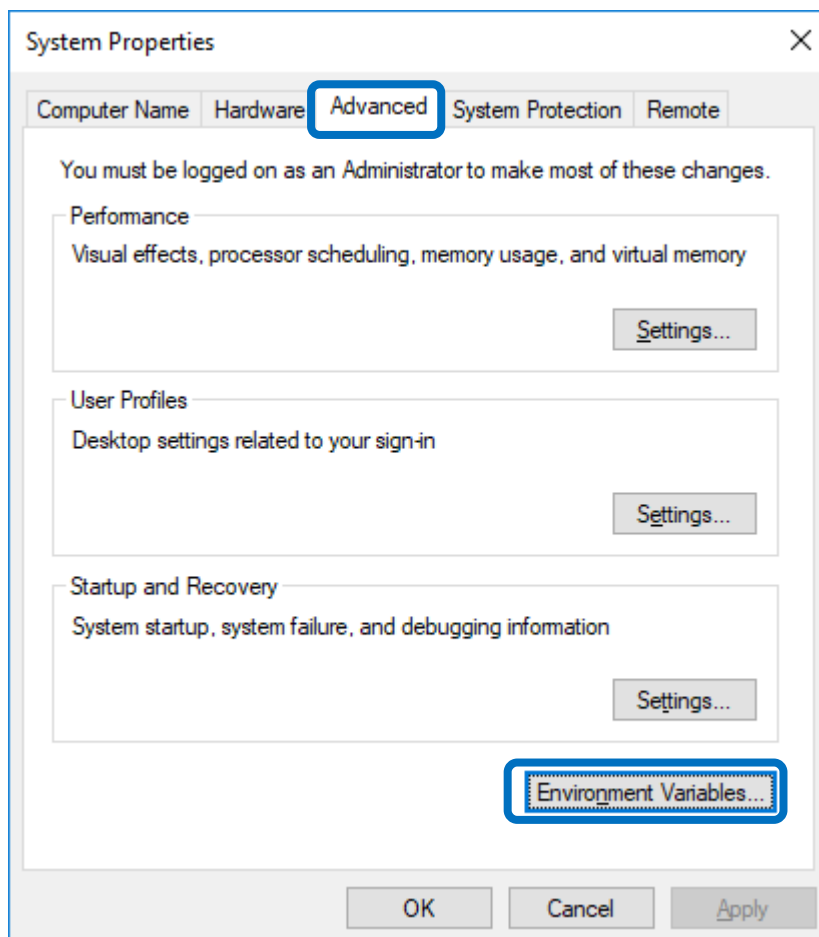 System Properties
Computer Name Hardware Advanced System Protection Remote
You must be logged on as an Administrator to make most of these changes.
Performance
Visual effects, processor scheduling, memory usage, and virtual memory
Settings...
User Profiles
Desktop settings related to your sign-in
Settings...
Startup and Recovery
System startup, system failure, and debugging information
Settings...
Environment Variables...
OK Cancel Apply